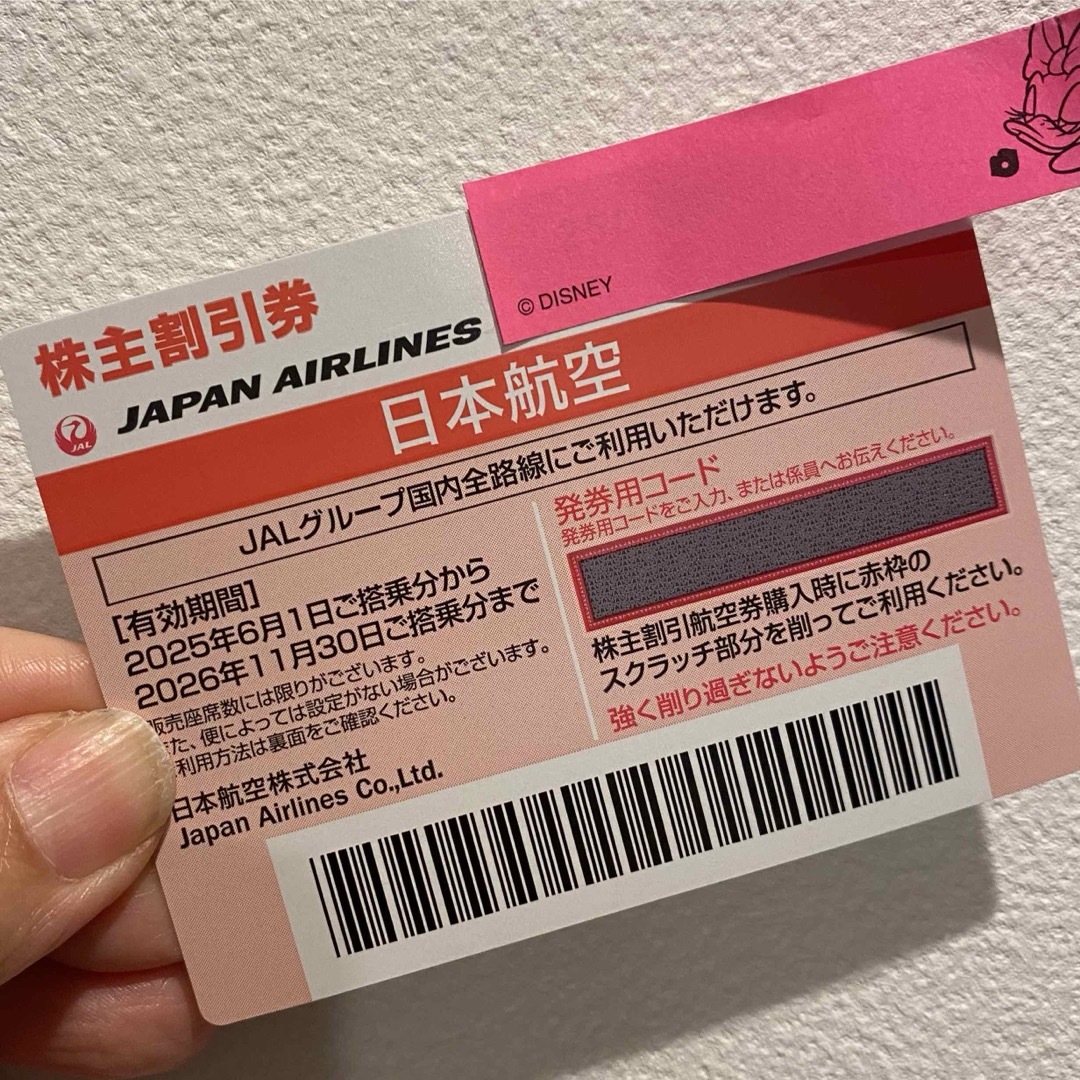 © DISNEY
株主割引券
JAL
JAPAN AIRLINES
日本航空
JALグループ国内全路線にご利用いただけます。
[有効期間]
2025年6月1日ご搭乗分から
2026年11月30日ご搭乗分まで
販売座席数には限りがございます。
た、便によっては設定がない場合がございます。
利用方法は裏面をご確認ください。
日本航空株式会社
Japan Airlines Co.,Ltd.
発券用コード
発券用コードをご入力、または係員へお伝えください。
株主割引航空券購入時に赤枠の
スクラッチ部分を削ってご利用ください。
強く削り過ぎないようご注意ください。